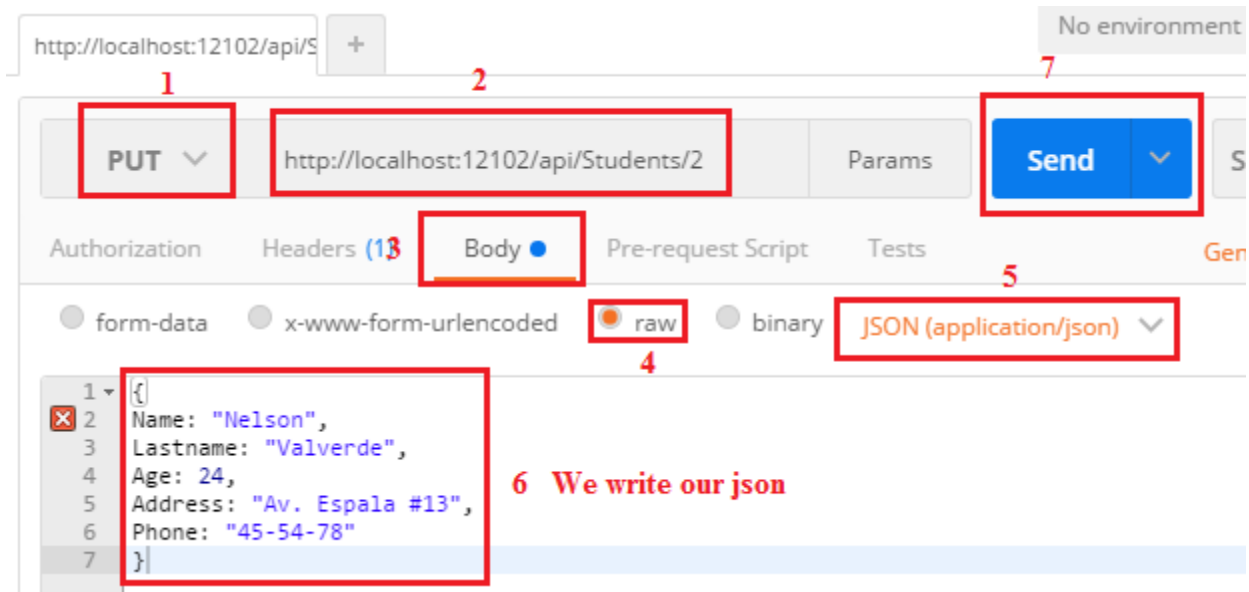 http://localhost:12102/api/S +
No environment
1 2 7
PUT http://localhost:12102/api/Students/2 Params Send S
Authorization Headers (1) 3 Body Pre-request Script Tests Gen
5
form-data x-www-form-urlencoded raw binary JSON (application/json)
4
1 {
2 Name: "Nelson",
3 Lastname: "Valverde",
4 Age: 24,
5 Address: "Av. Espala #13",
6 Phone: "45-54-78"
7 }
6 We write our json